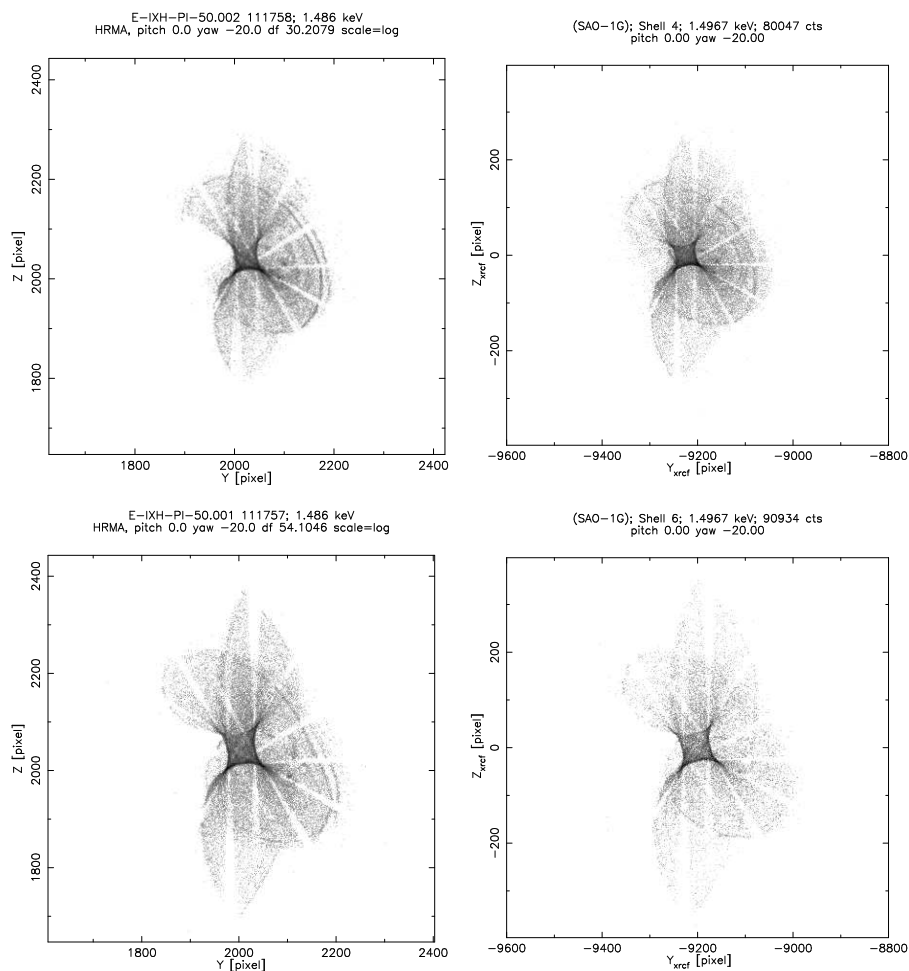 E-IXH-PI-50.002 111758; 1.486 keV
HRMA, pitch 0.0 yaw -20.0 df 30.2079 scale=log
2400
2200
2000
1800
Z [pixel]
1800 2000 2200 2400
Y [pixel]
(SAO-1G); Shell 4; 1.4967 keV; 80047 cts
pitch 0.00 yaw -20.00
200
0
-200
Zxrcf [pixel]
-9600 -9400 -9200 -9000 -8800
Yxrcf [pixel]
E-IXH-PI-50.001 111757; 1.486 keV
HRMA, pitch 0.0 yaw -20.0 df 54.1046 scale=log
2400
2200
2000
1800
Z [pixel]
1800 2000 2200 2400
Y [pixel]
(SAO-1G); Shell 6; 1.4967 keV; 90934 cts
pitch 0.00 yaw -20.00
200
0
-200
Zxrcf [pixel]
-9600 -9400 -9200 -9000 -8800
Yxrcf [pixel]